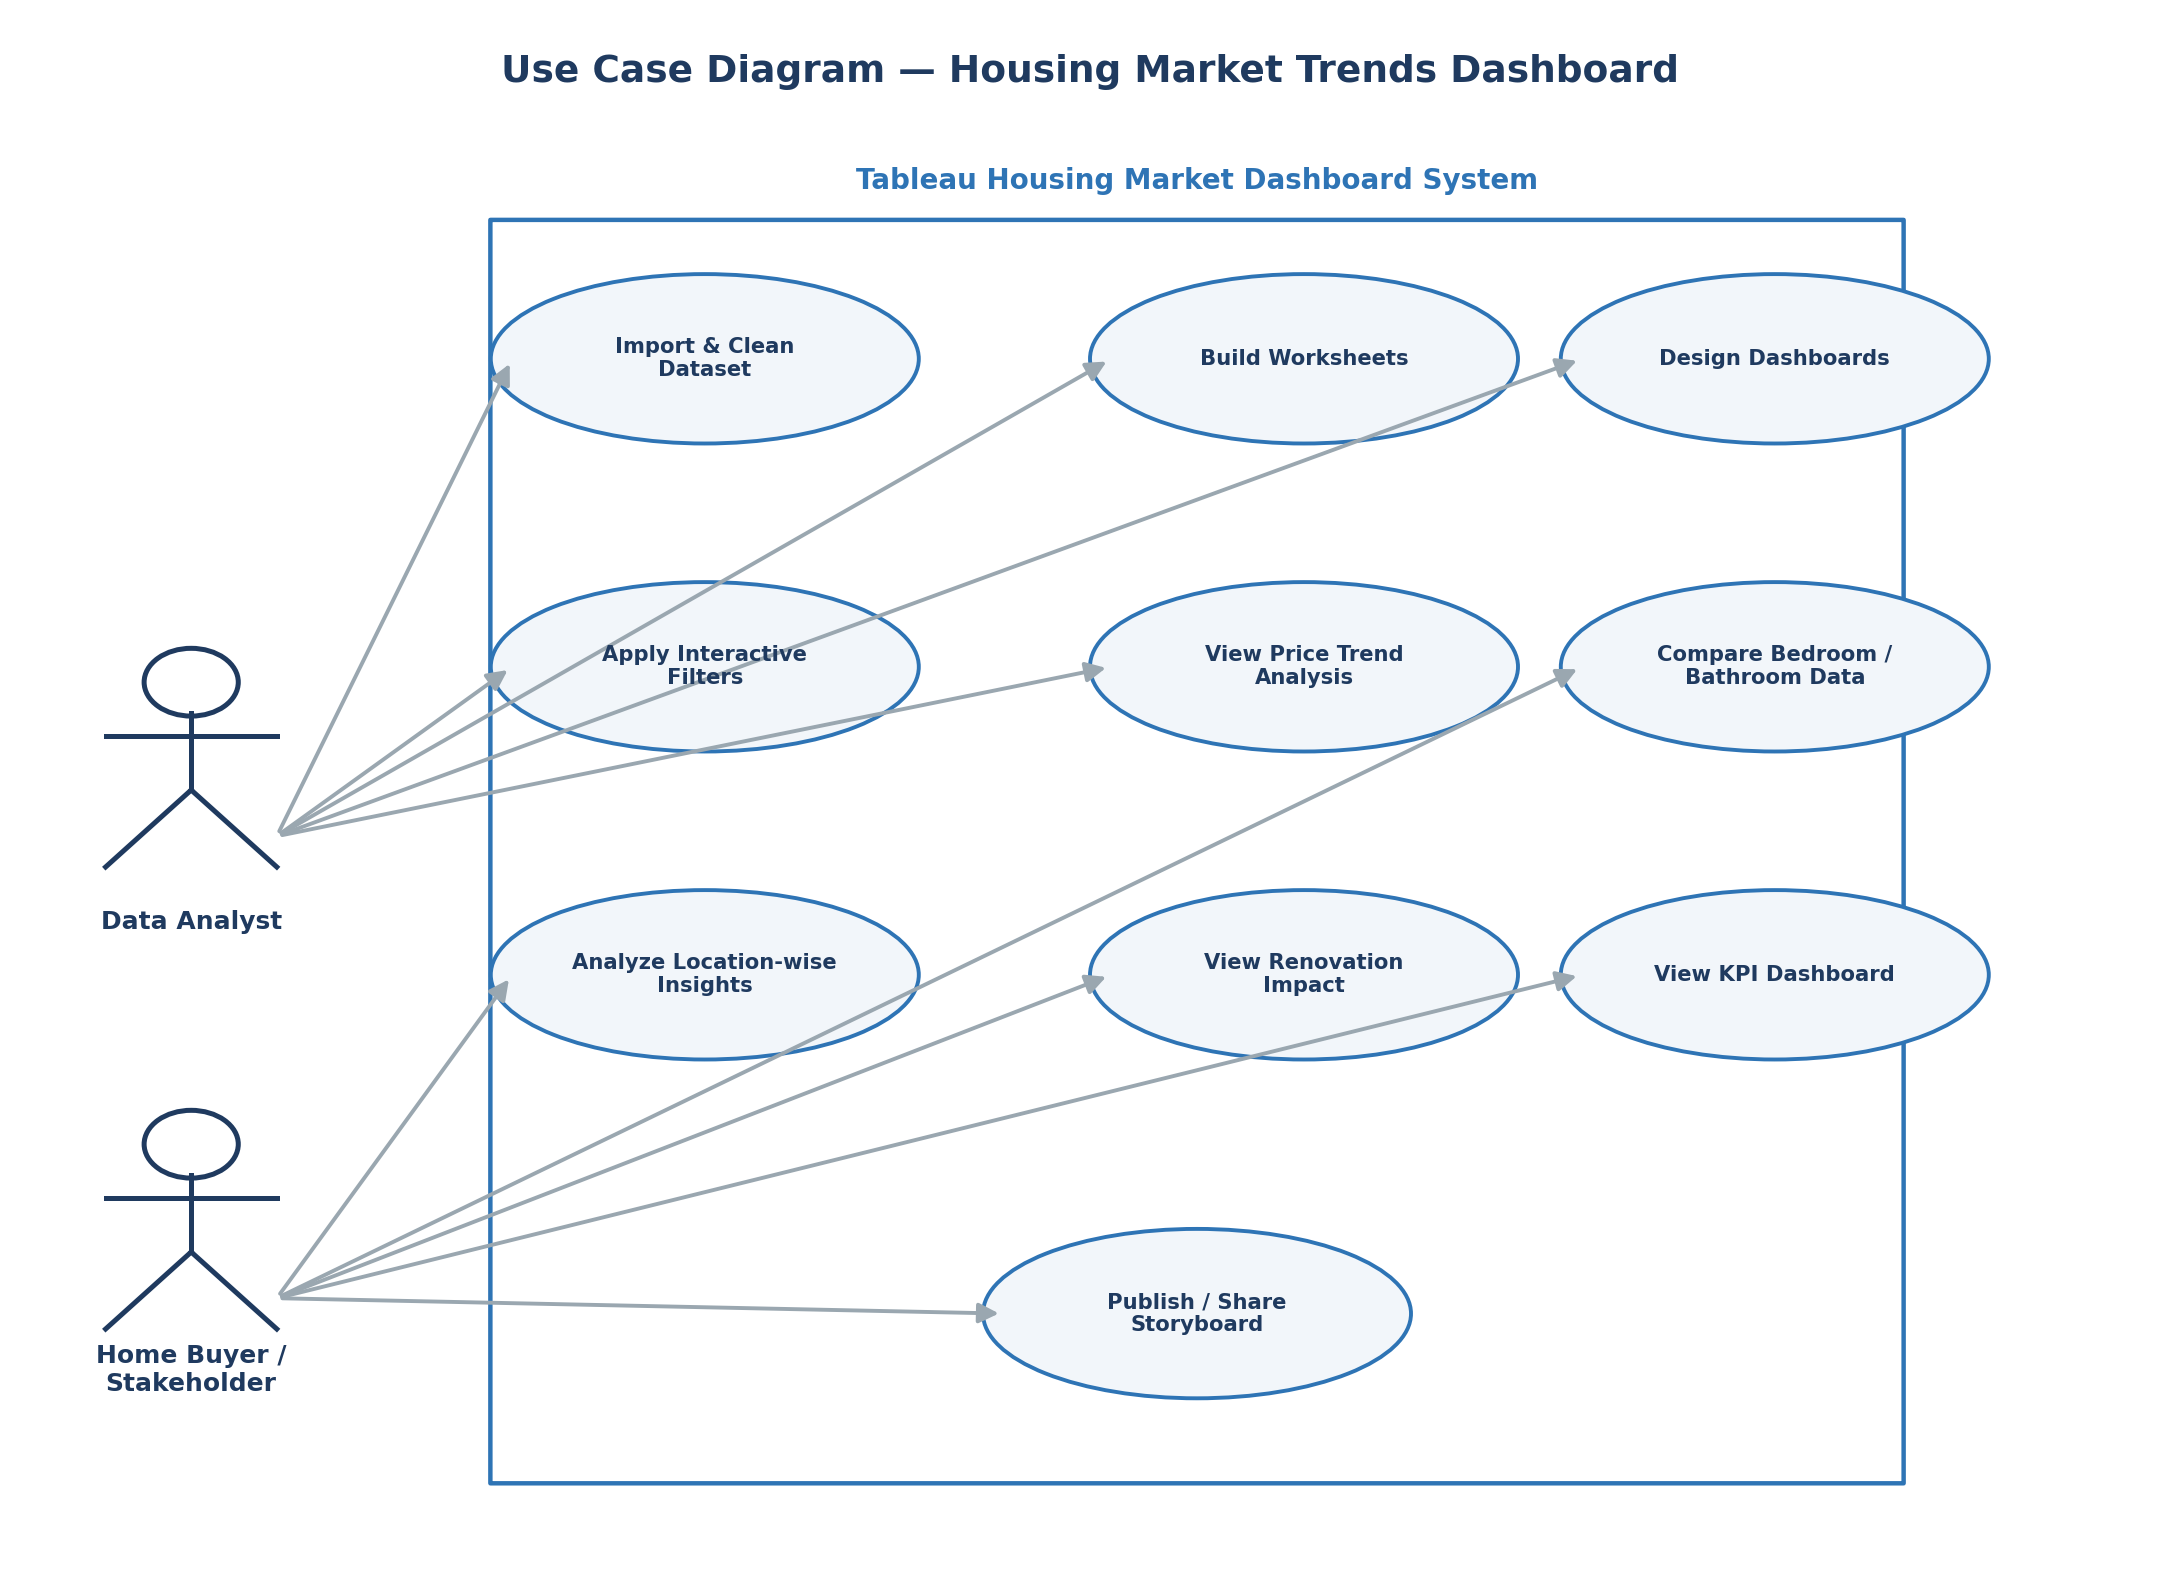 Use Case Diagram — Housing Market Trends Dashboard
Tableau Housing Market Dashboard System
Import & Clean
Dataset
Build Worksheets
Design Dashboards
Apply Interactive
Filters
View Price Trend
Analysis
Compare Bedroom /
Bathroom Data
Data Analyst
Analyze Location-wise
Insights
View Renovation
Impact
View KPI Dashboard
Publish / Share
Storyboard
Home Buyer /
Stakeholder